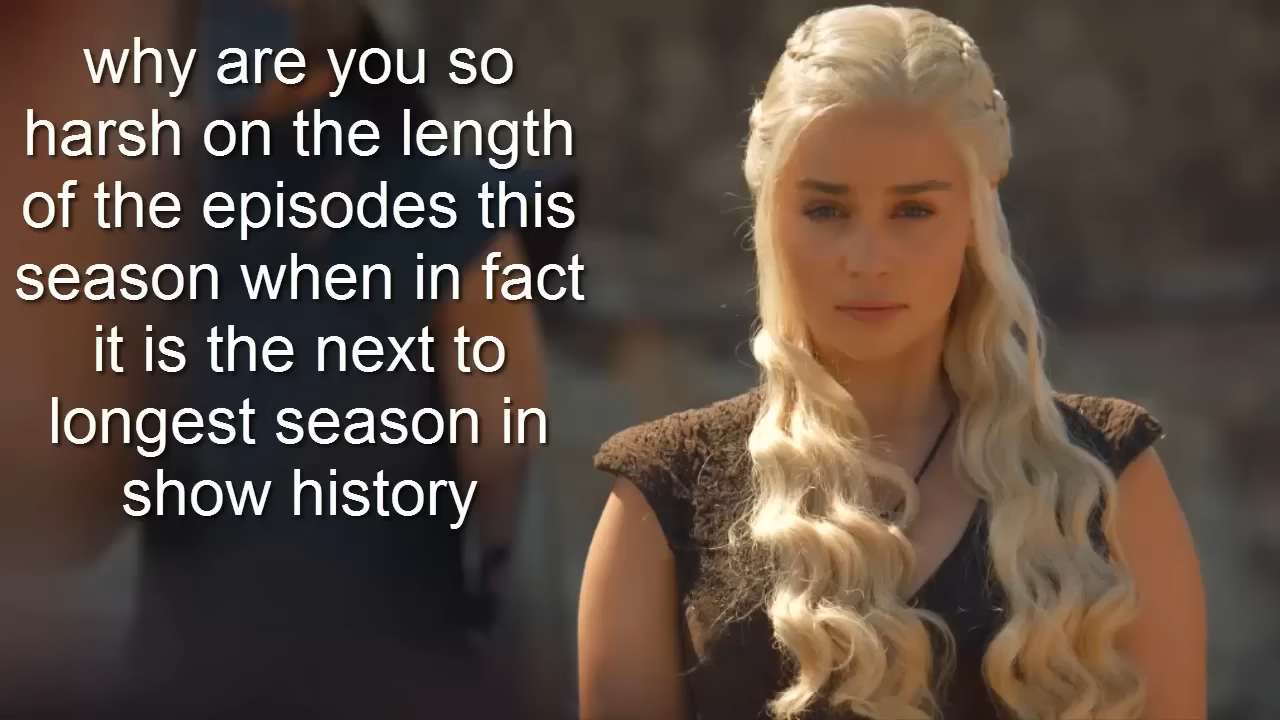 why are you so
harsh on the length
of the episodes this
season when in fact
it is the next to
longest season in
show history